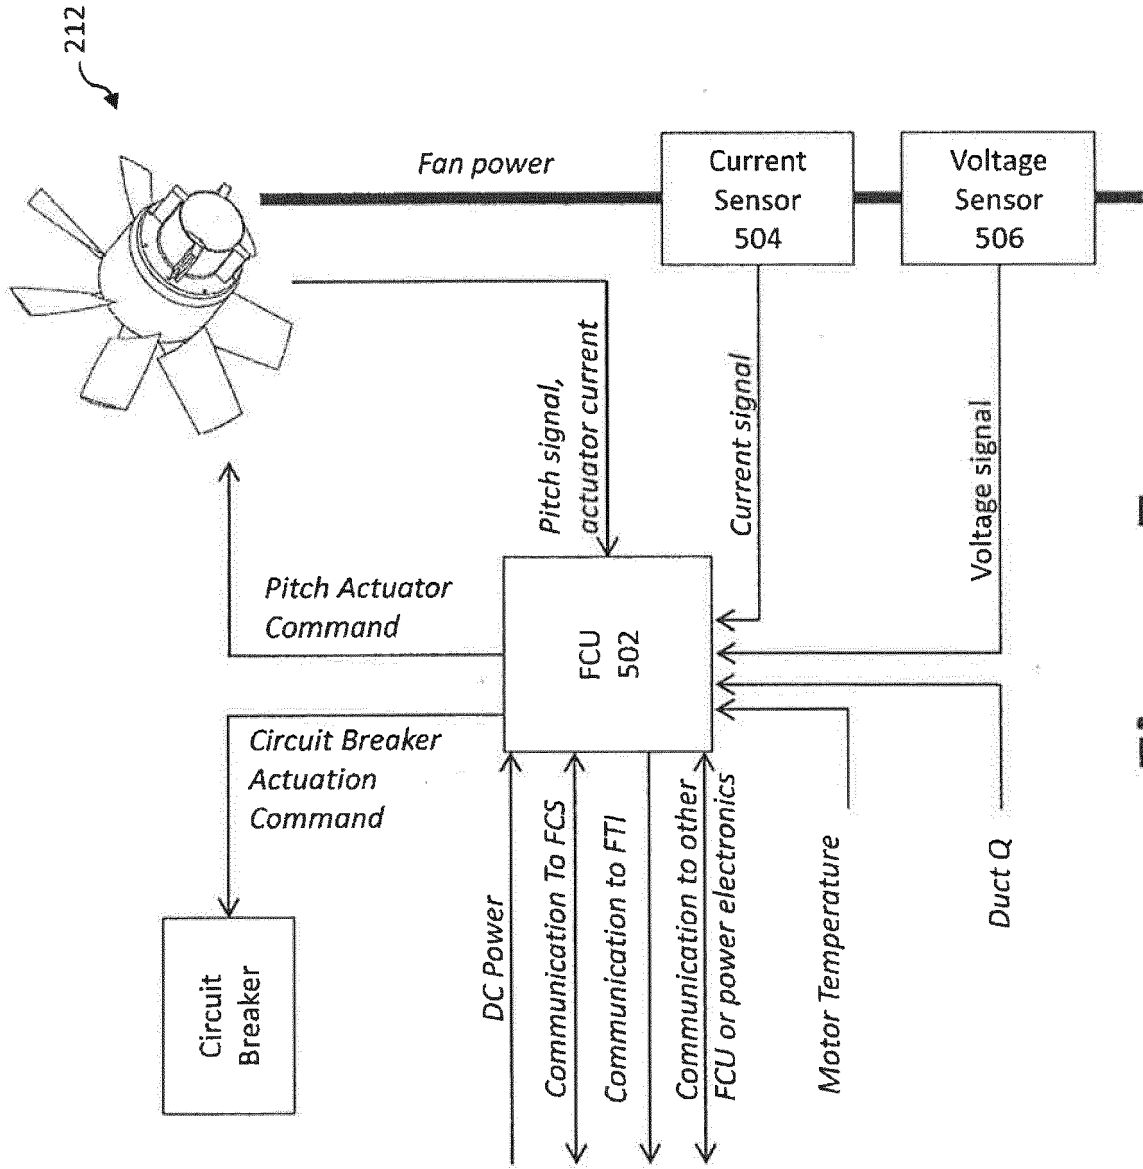 212
Fan power
Current
Sensor
504
Voltage
Sensor
506
Pitch signal,
actuator current
Current signal
Voltage signal
Pitch Actuator
Command
FCU
502
Circuit Breaker
Actuation
Command
Circuit
Breaker
DC Power
Communication To FCS
Communication to FTI
Communication to other
FCU or power electronics
Motor Temperature
Duct Q